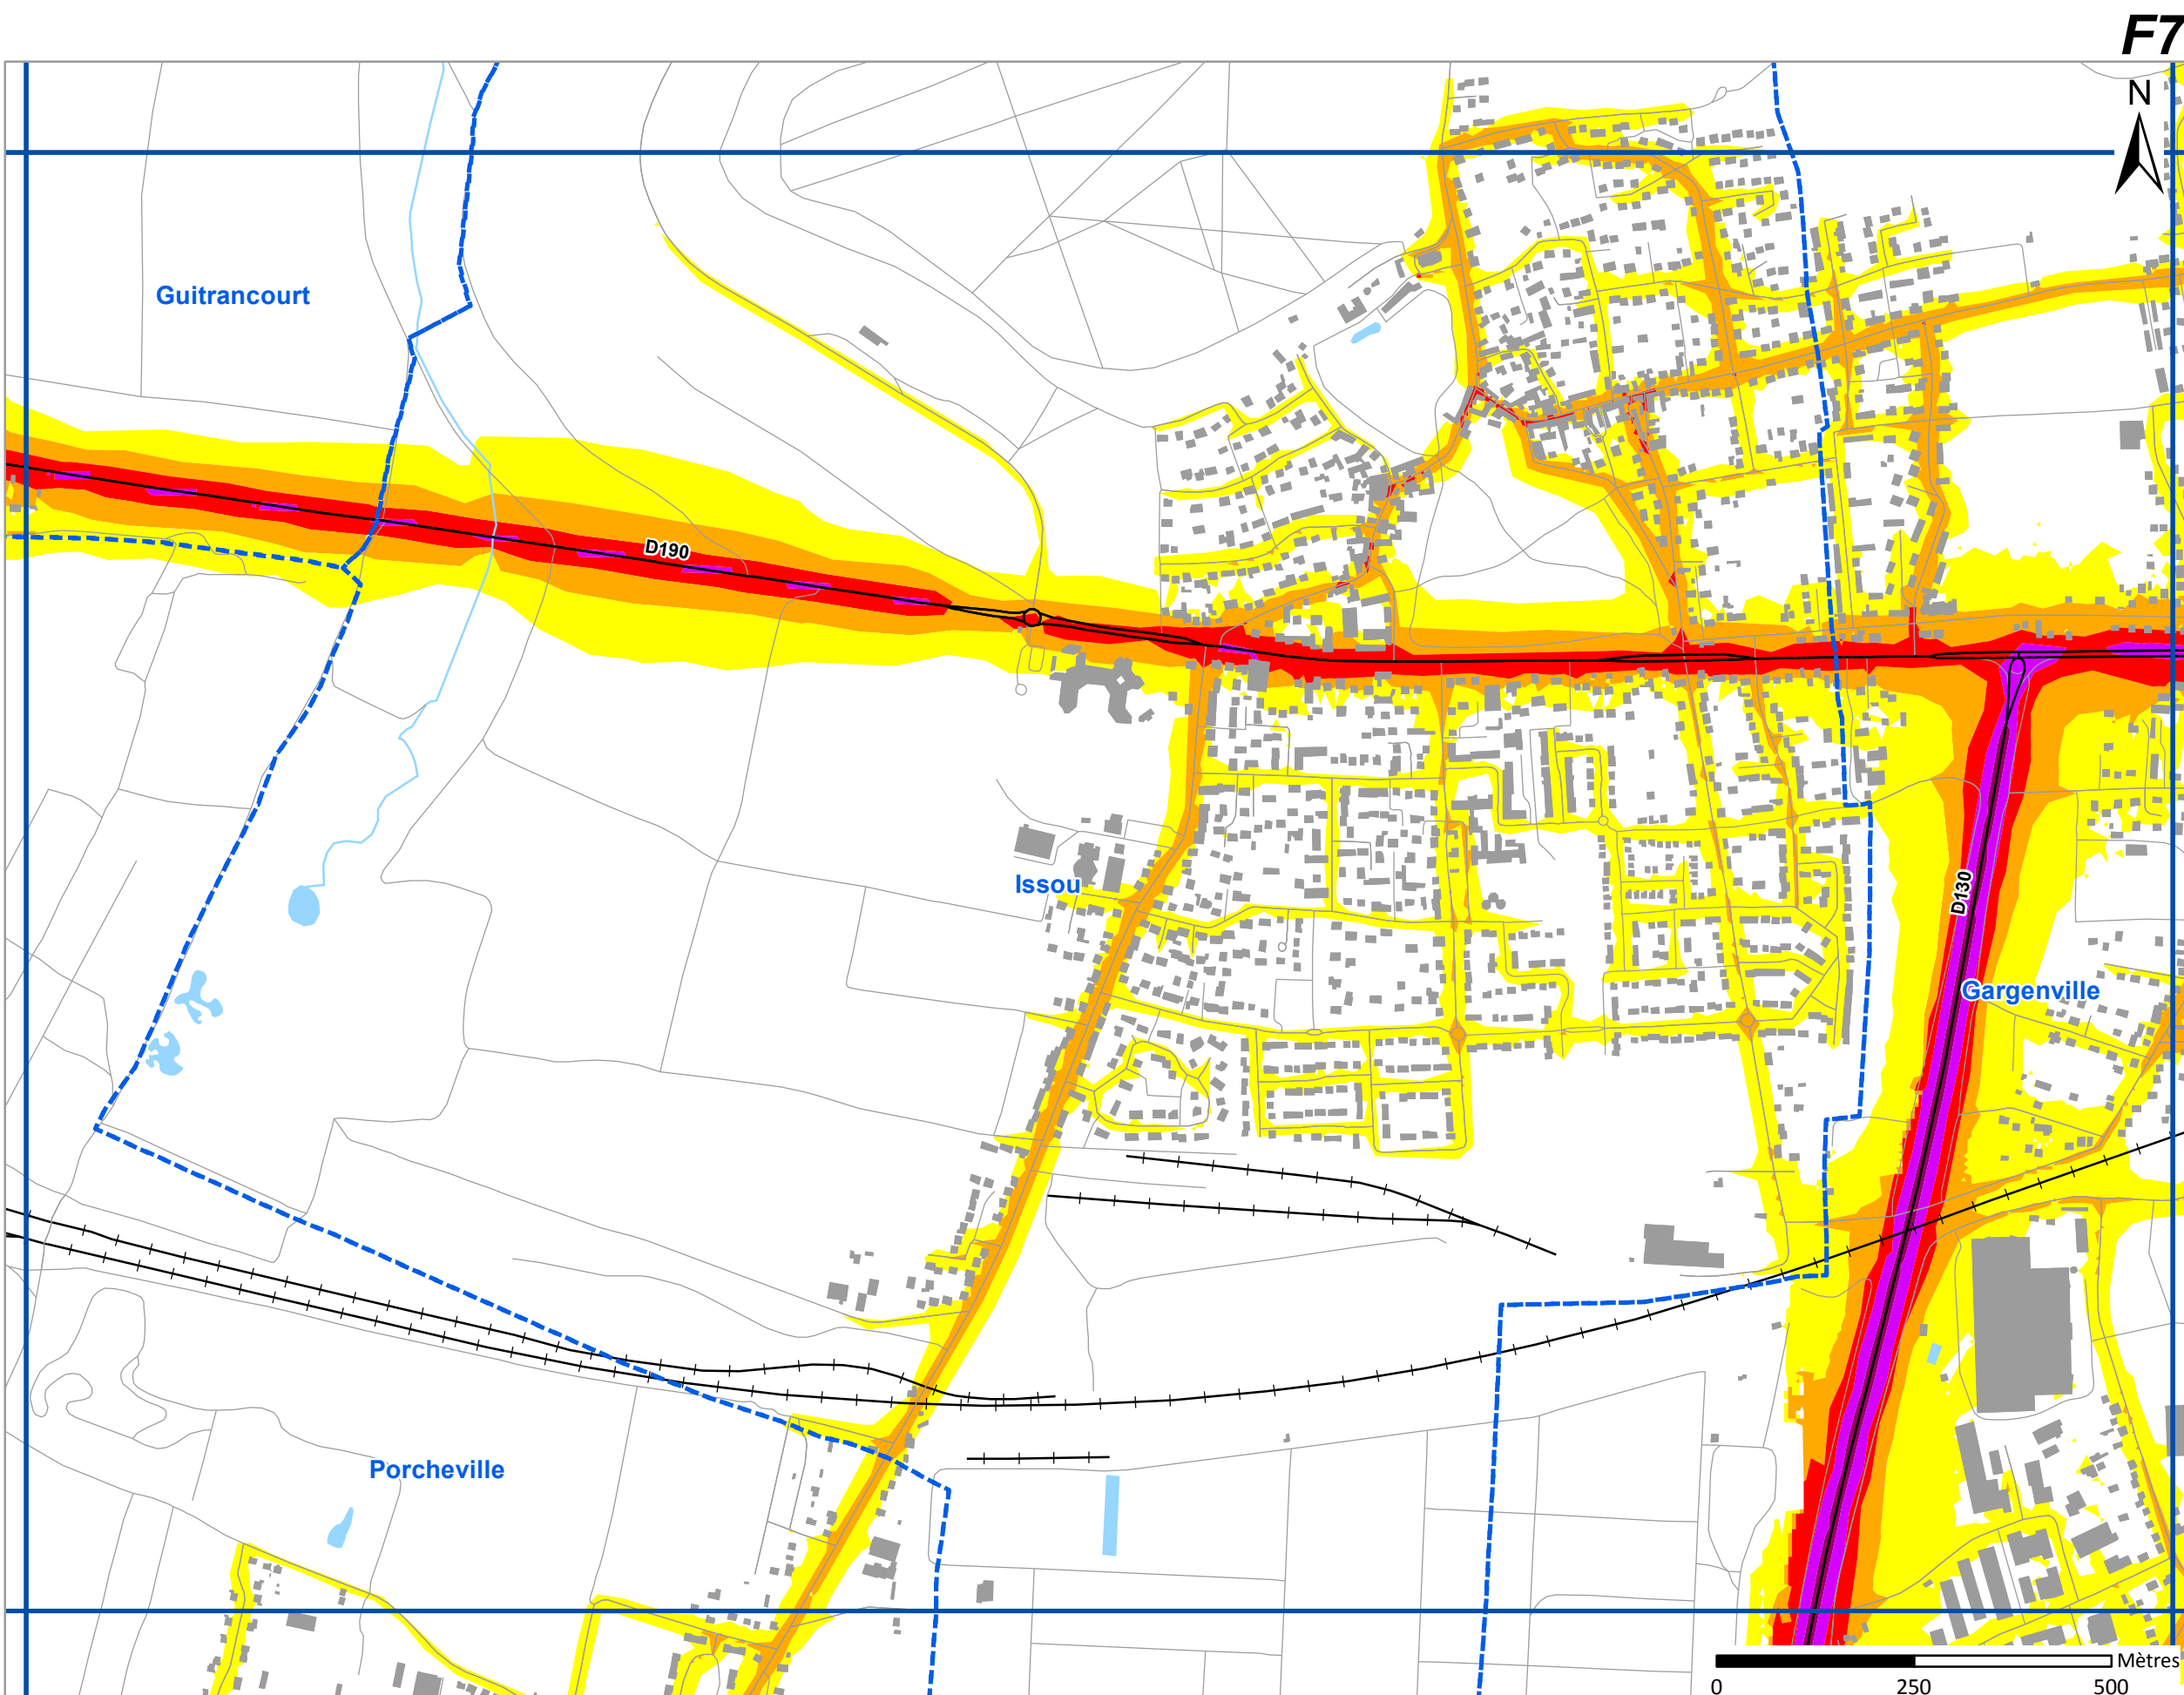 F7
N
Guitrancourt
D190
Issou
D130
Gargenville
Porcheville
Mètres
0 250 500